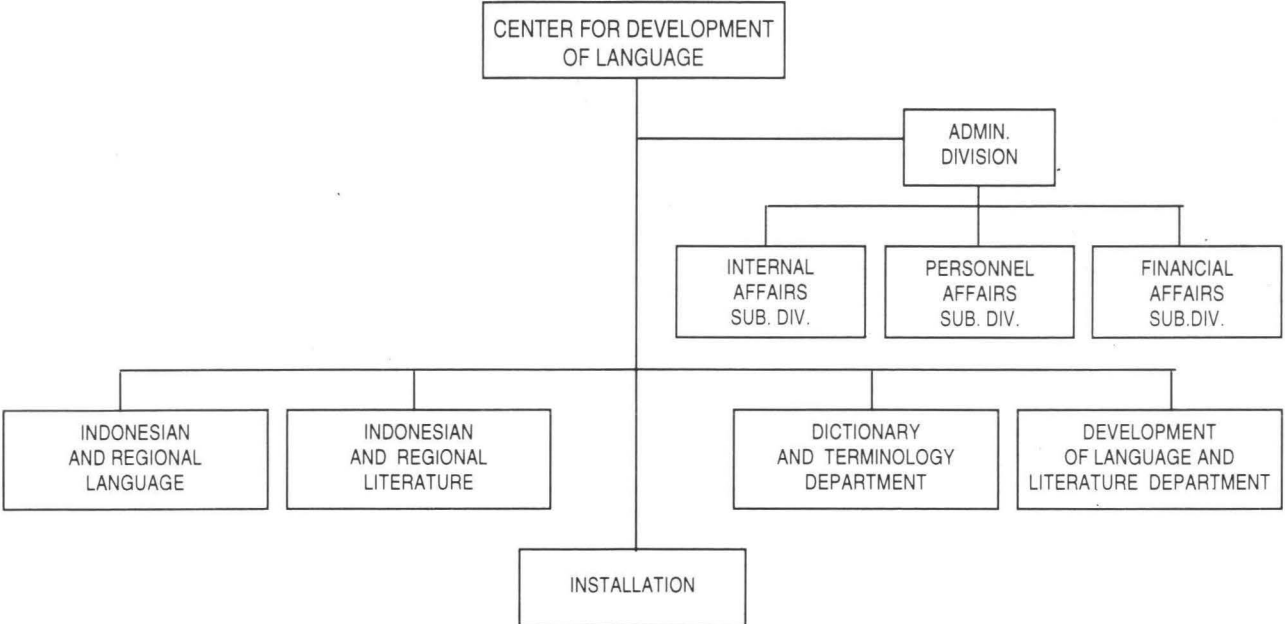 CENTER FOR DEVELOPMENT
OF LANGUAGE
ADMIN.
DIVISION
INTERNAL
AFFAIRS
SUB. DIV.
PERSONNEL
AFFAIRS
SUB. DIV.
FINANCIAL
AFFAIRS
SUB.DIV.
INDONESIAN
AND REGIONAL
LANGUAGE
INDONESIAN
AND REGIONAL
LITERATURE
DICTIONARY
AND TERMINOLOGY
DEPARTMENT
DEVELOPMENT
OF LANGUAGE AND
LITERATURE DEPARTMENT
INSTALLATION